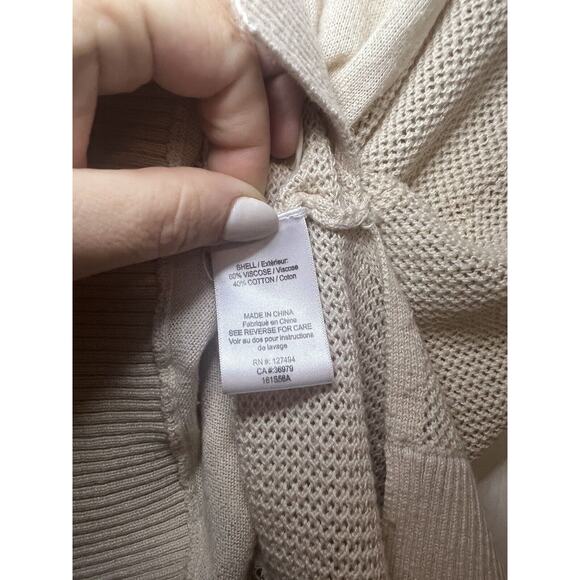 SHELL / Extérieur:
60% VISCOSE / Viscose
40% COTTON / Coton
MADE IN CHINA
Fabriqué en Chine
SEE REVERSE FOR CARE
Voir au dos pour instructions
de lavage
RN #: 127494
CA #:36979
161S58A